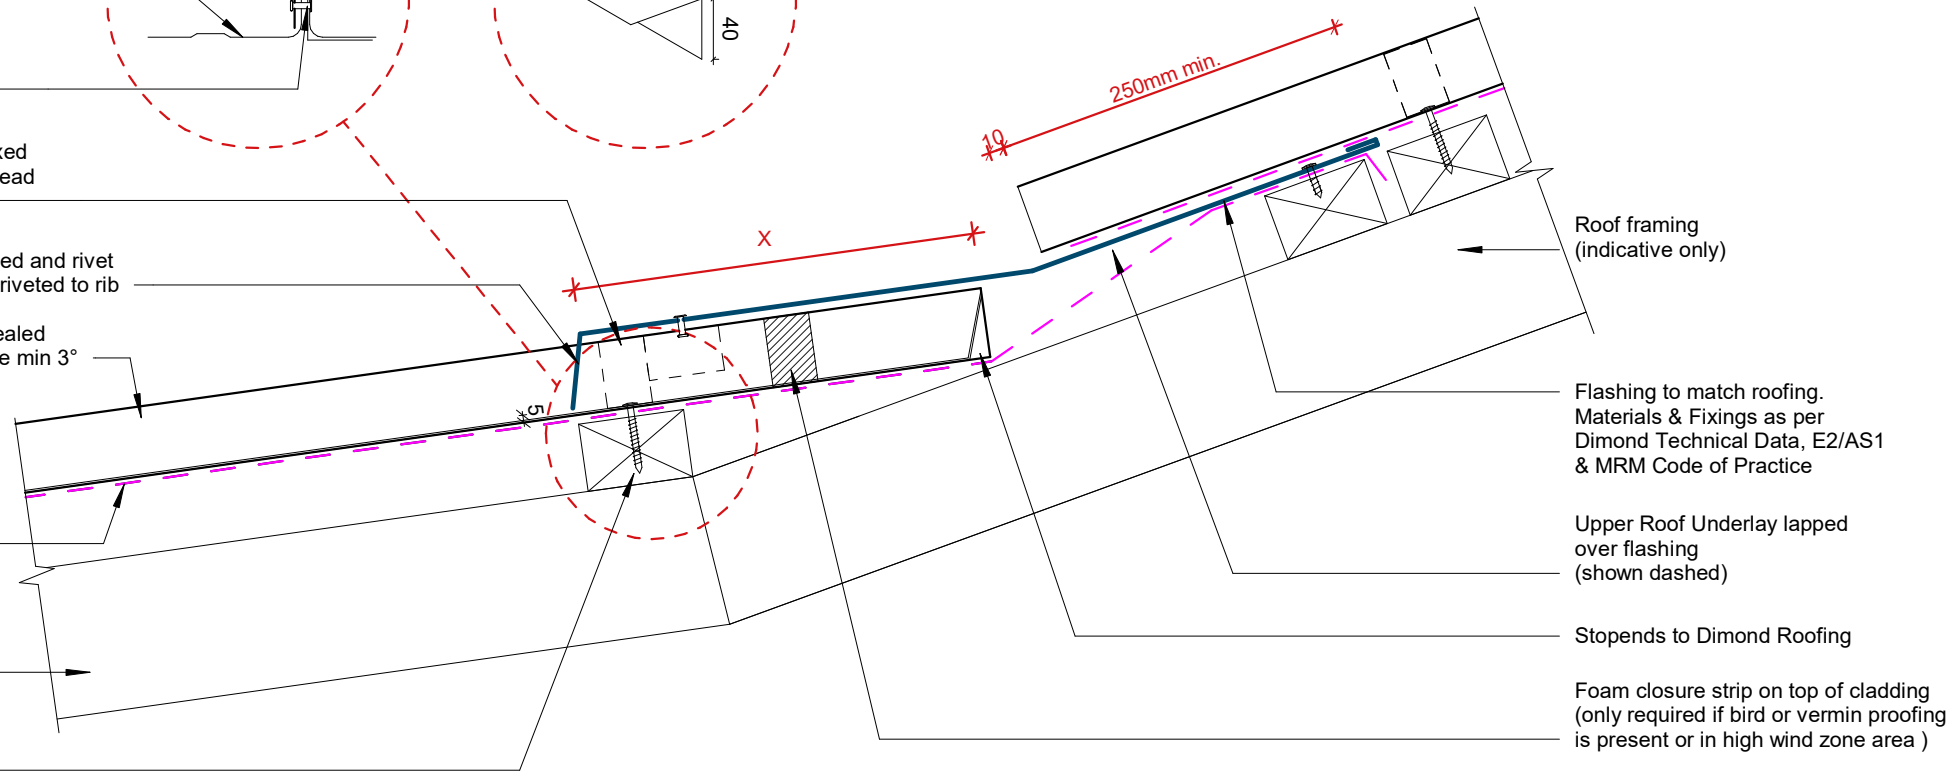 40
250mm min.
10
X
5
ead
ed and rivet
riveted to rib
ealed
e min 3°
Roof framing
(indicative only)
Flashing to match roofing.
Materials & Fixings as per
Dimond Technical Data, E2/AS1
& MRM Code of Practice
Upper Roof Underlay lapped
over flashing
(shown dashed)
Stopends to Dimond Roofing
Foam closure strip on top of cladding
(only required if bird or vermin proofing
is present or in high wind zone area )